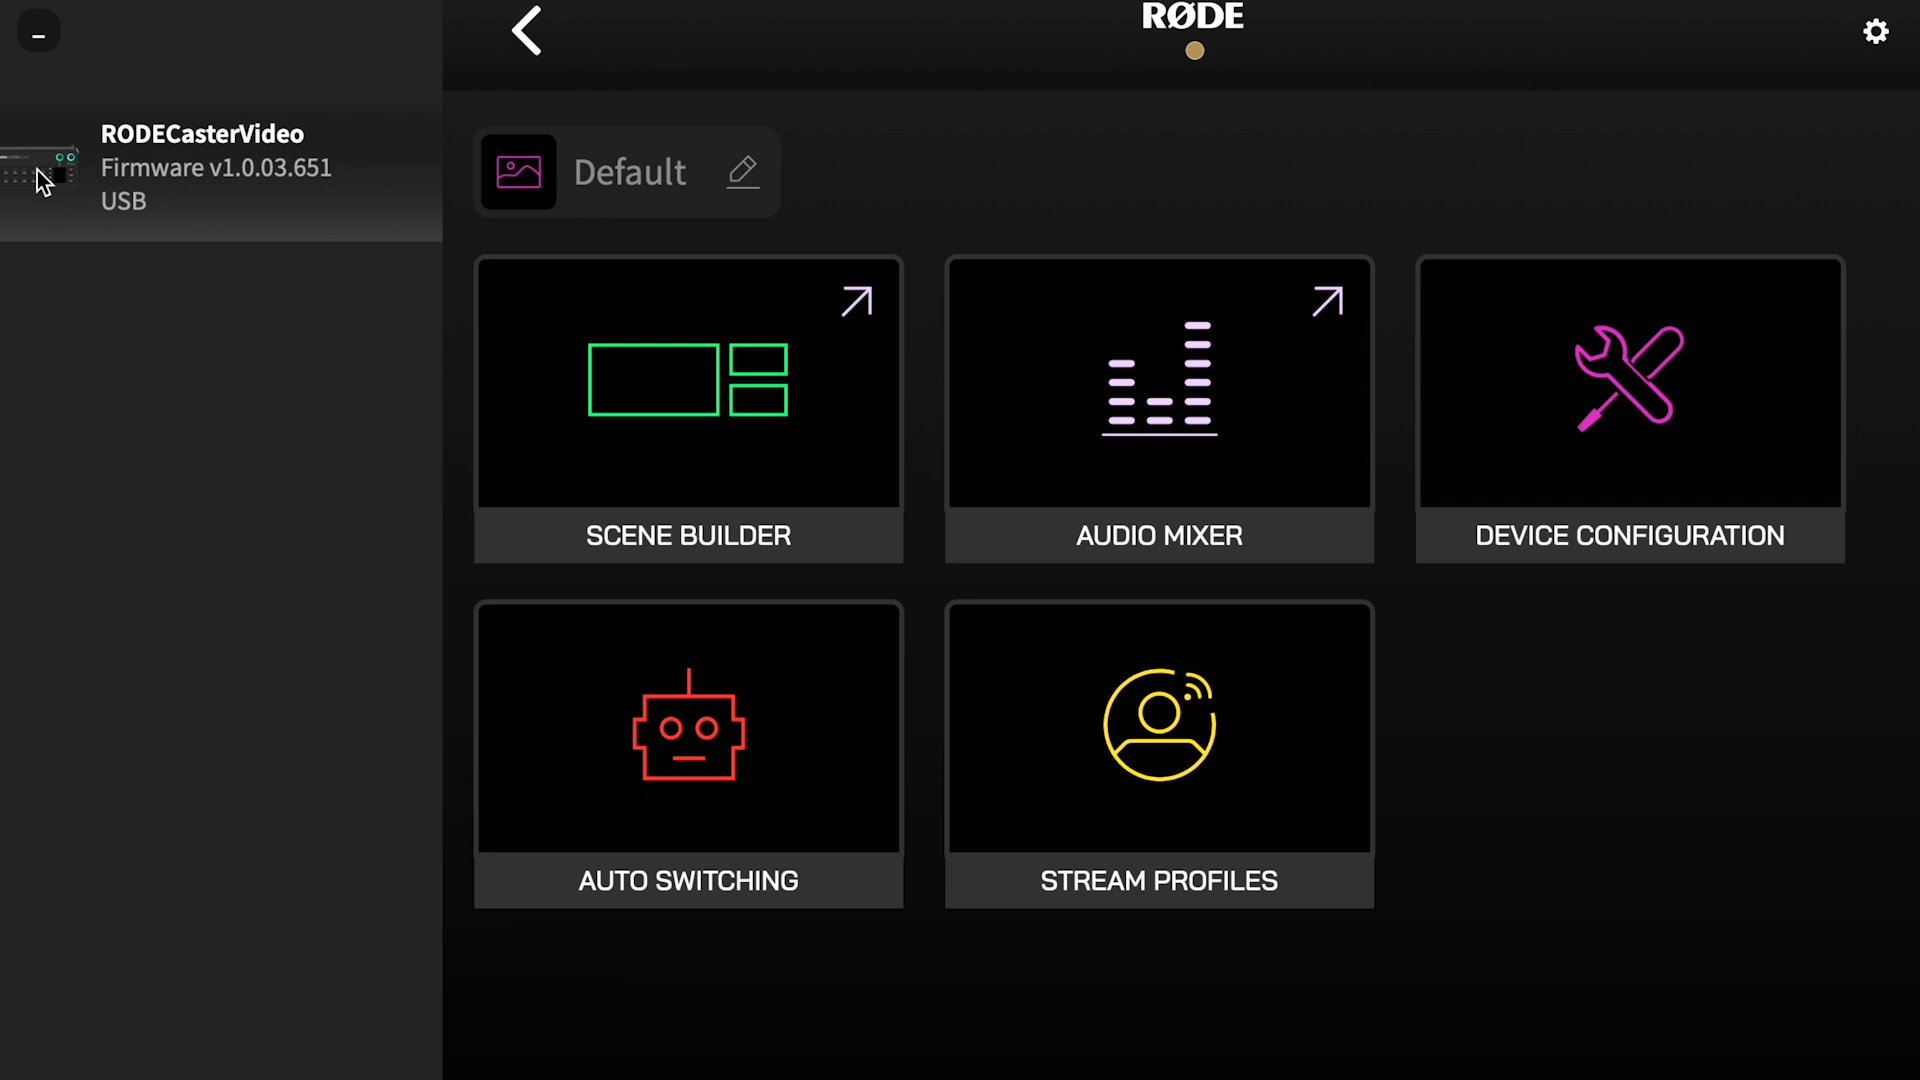 RØDE
RODECasterVideo
Firmware v1.0.03.651
USB
Default
SCENE BUILDER
AUDIO MIXER
DEVICE CONFIGURATION
AUTO SWITCHING
STREAM PROFILES